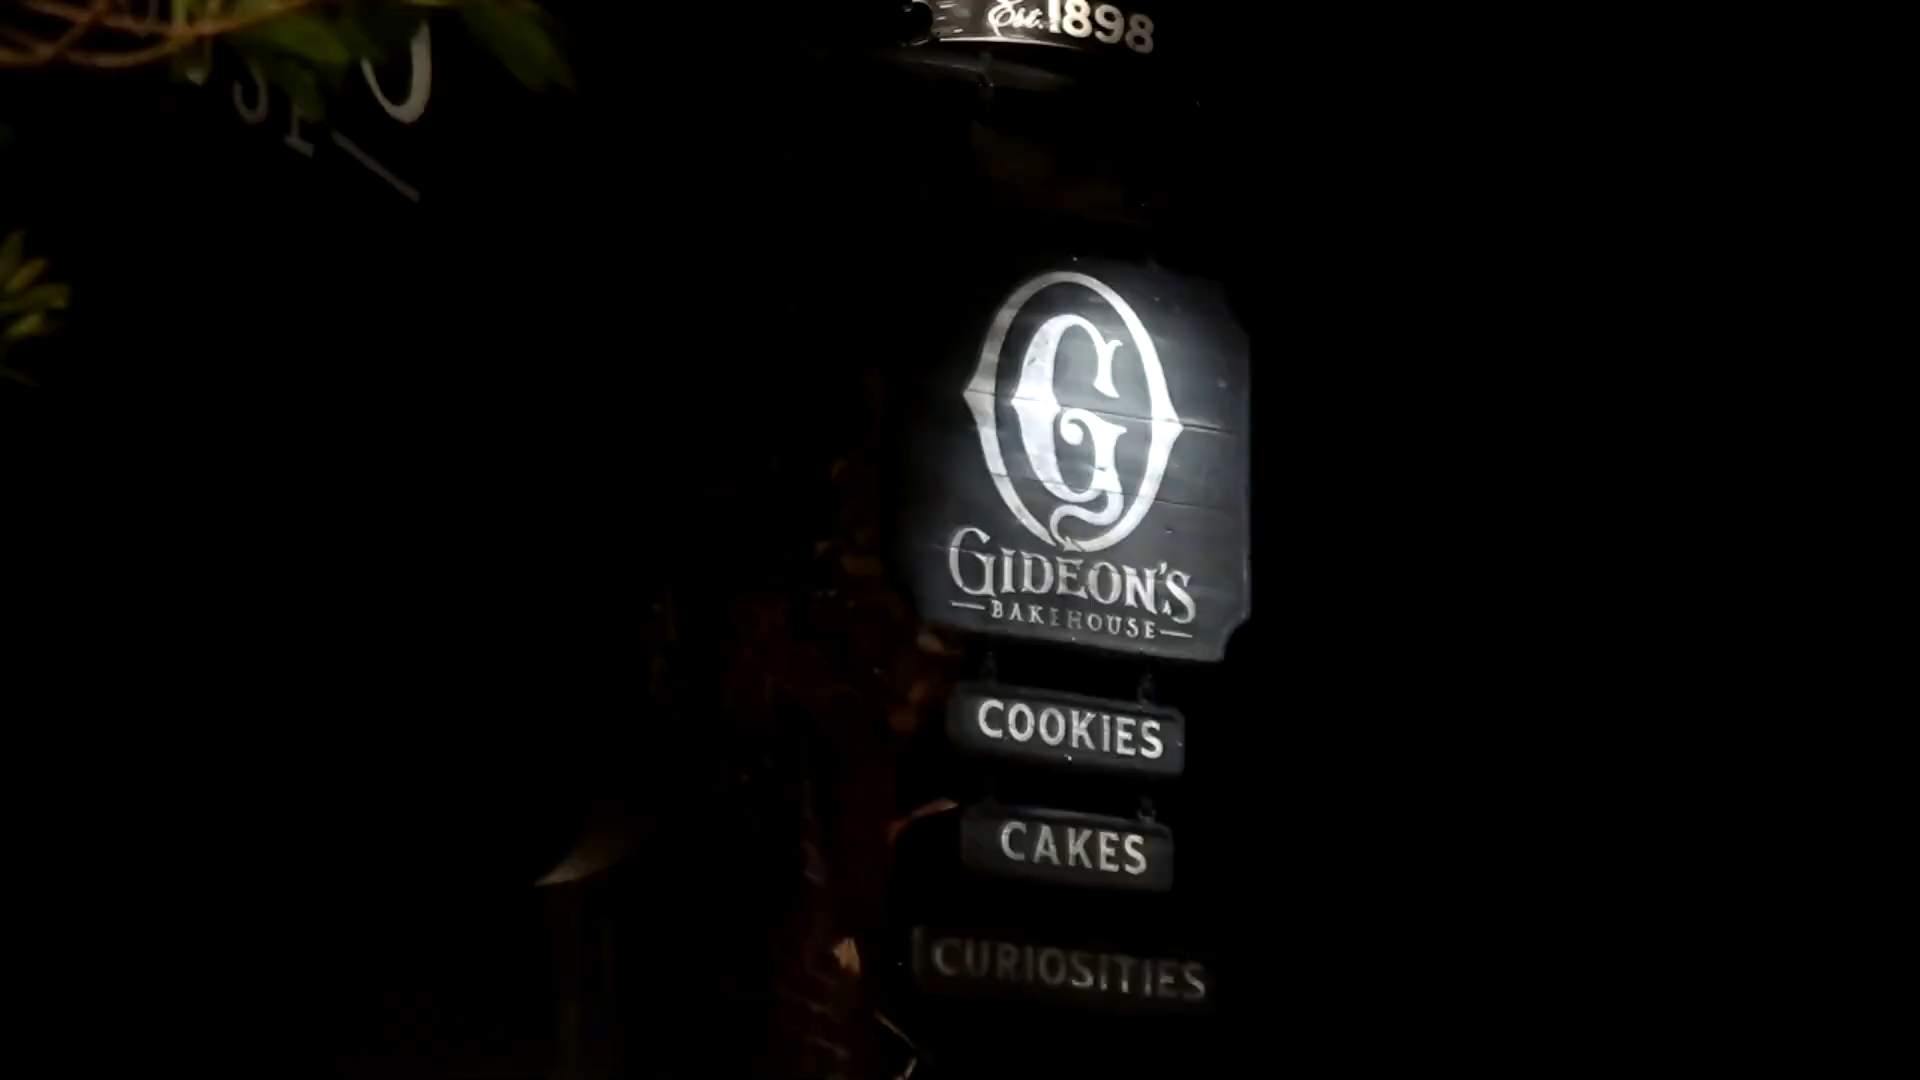 Est. 1898
G
GIDEON'S
BAKEHOUSE
COOKIES
CAKES
CURIOSITIES